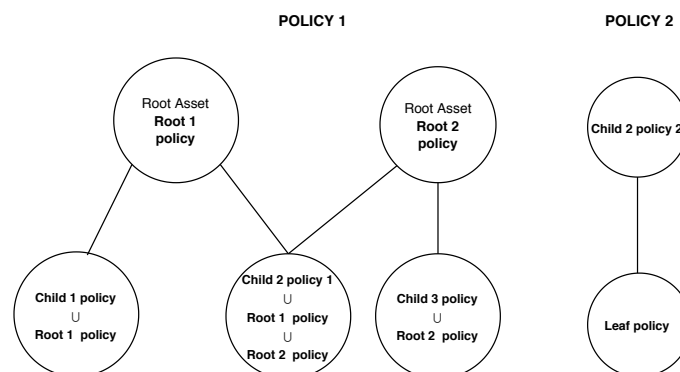 POLICY 1
POLICY 2
Root Asset
Root 1
policy
Root Asset
Root 2
policy
Child 2 policy 2
Child 1 policy
∪
Root 1 policy
Child 2 policy 1
∪
Root 1 policy
∪
Root 2 policy
Child 3 policy
∪
Root 2 policy
Leaf policy